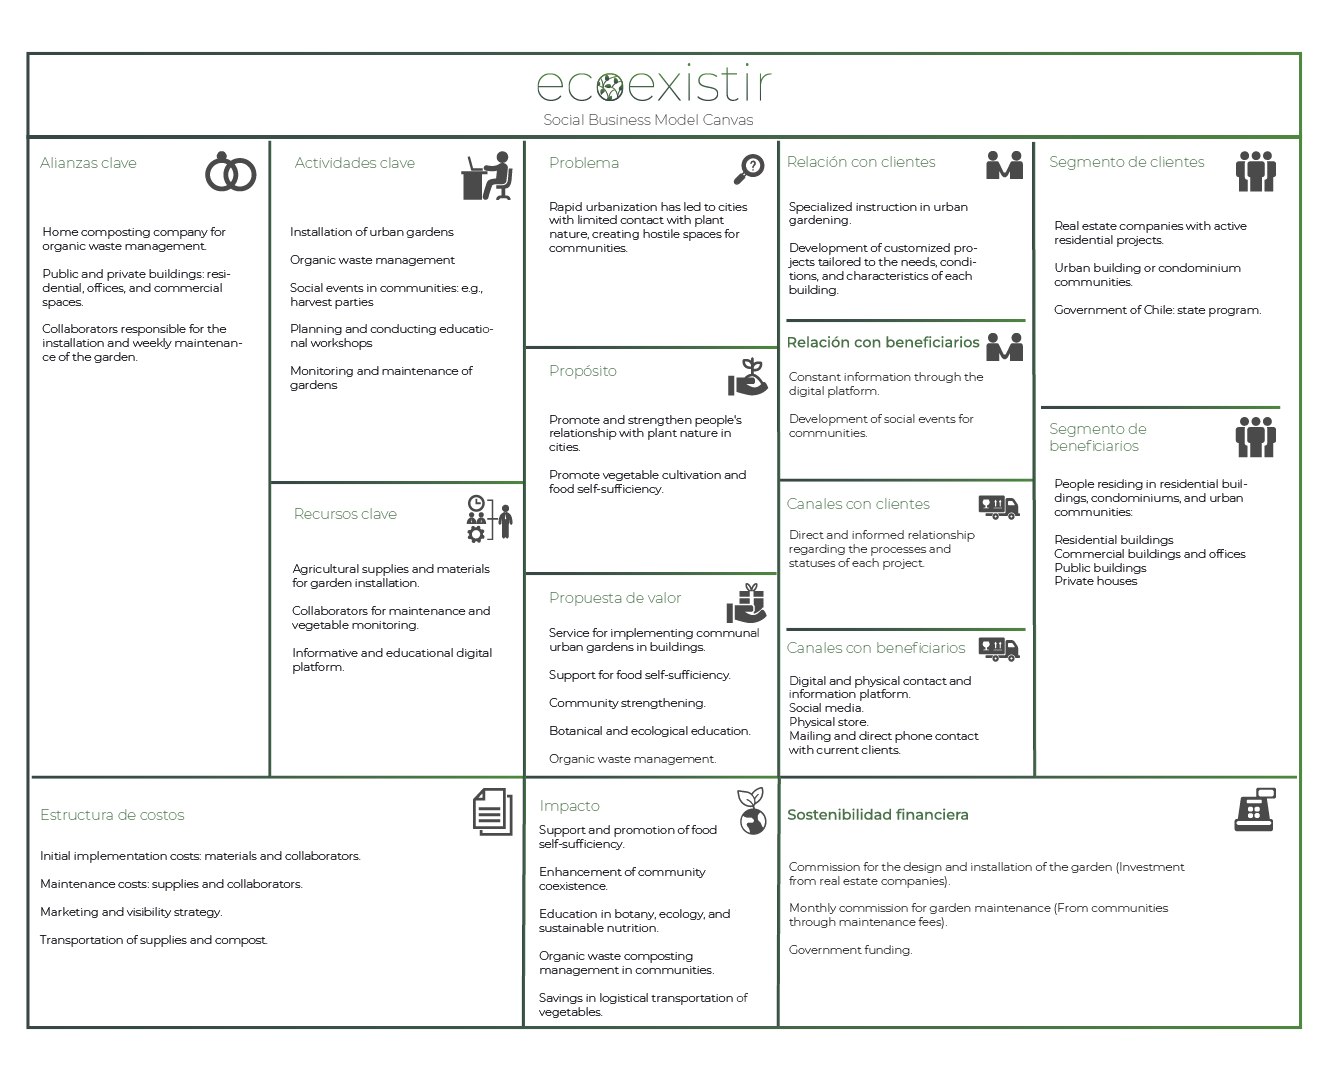 ecoexistir
Social Business Model Canvas
Alianzas clave
Home composting company for
organic waste management.
Public and private buildings: resi-
dential, offices, and commercial
spaces.
Collaborators responsible for the
installation and weekly maintenan-
ce of the garden.
Actividades clave
Installation of urban gardens
Organic waste management
Social events in communities: e.g.,
harvest parties
Planning and conducting educatio-
nal workshops
Monitoring and maintenance of
gardens
Recursos clave
Agricultural supplies and materials
for garden installation.
Collaborators for maintenance and
vegetable monitoring.
Informative and educational digital
platform.
Problema
?
Rapid urbanization has led to cities
with limited contact with plant
nature, creating hostile spaces for
communities.
Propósito
Promote and strengthen people's
relationship with plant nature in
cities.
Promote vegetable cultivation and
food self-sufficiency.
Propuesta de valor
Service for implementing communal
urban gardens in buildings.
Support for food self-sufficiency.
Community strengthening.
Botanical and ecological education.
Organic waste management.
Relación con clientes
Specialized instruction in urban
gardening.
Development of customized pro-
jects tailored to the needs, condi-
tions, and characteristics of each
building.
Relación con beneficiarios
Constant information through the
digital platform.
Development of social events for
communities.
Canales con clientes
Direct and informed relationship
regarding the processes and
statuses of each project.
Canales con beneficiarios
Digital and physical contact and
information platform.
Social media.
Physical store.
Mailing and direct phone contact
with current clients.
Segmento de clientes
Real estate companies with active
residential projects.
Urban building or condominium
communities.
Government of Chile: state program.
Segmento de
beneficiarios
People residing in residential buil-
dings, condominiums, and urban
communities:
Residential buildings
Commercial buildings and offices
Public buildings
Private houses
Estructura de costos
Initial implementation costs: materials and collaborators.
Maintenance costs: supplies and collaborators.
Marketing and visibility strategy.
Transportation of supplies and compost.
Impacto
Support and promotion of food
self-sufficiency.
Enhancement of community
coexistence.
Education in botany, ecology, and
sustainable nutrition.
Organic waste composting
management in communities.
Savings in logistical transportation of
vegetables.
Sostenibilidad financiera
Commission for the design and installation of the garden (Investment
from real estate companies).
Monthly commission for garden maintenance (From communities
through maintenance fees).
Government funding.